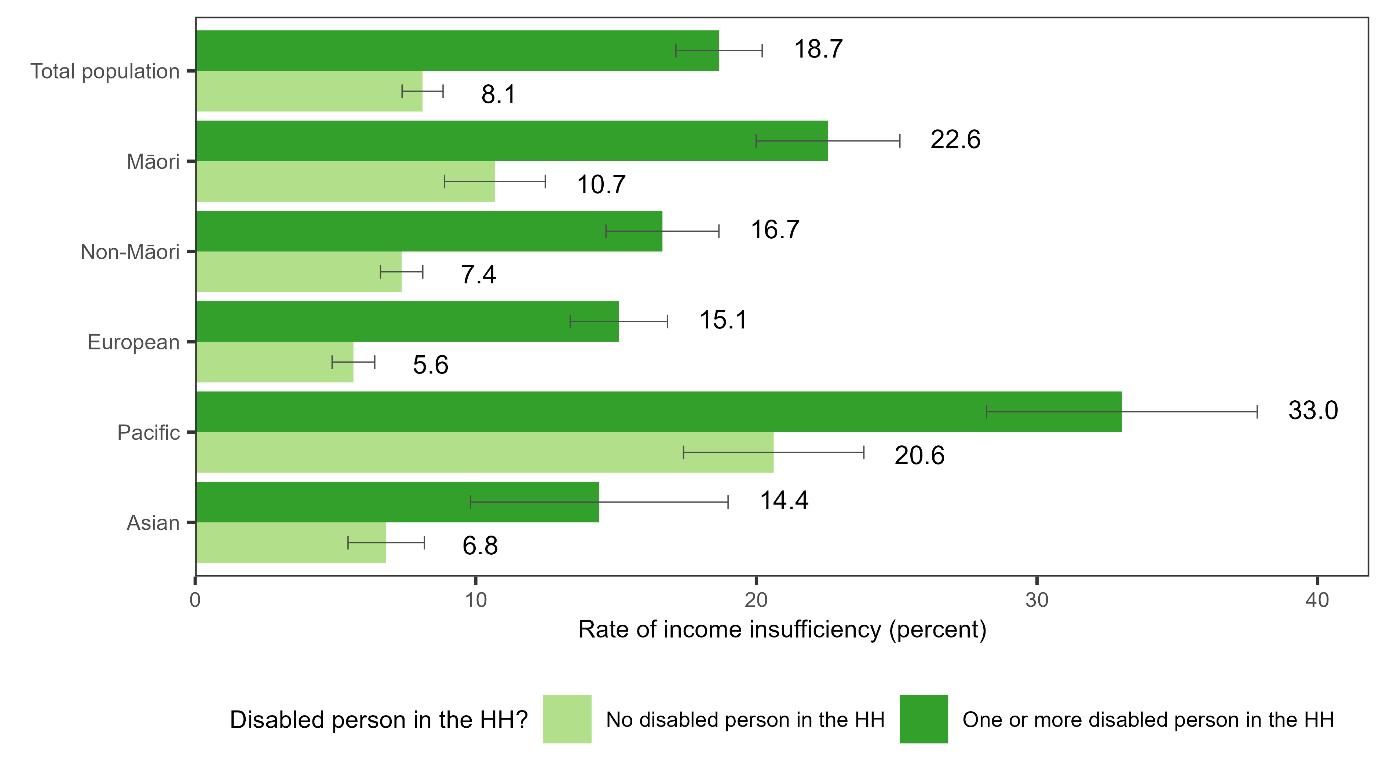 Total population
18.7
8.1
Māori
22.6
10.7
Non-Māori
16.7
7.4
European
15.1
5.6
Pacific
33.0
20.6
Asian
14.4
6.8
0 10 20 30 40
Rate of income insufficiency (percent)
Disabled person in the HH? No disabled person in the HH One or more disabled person in the HH